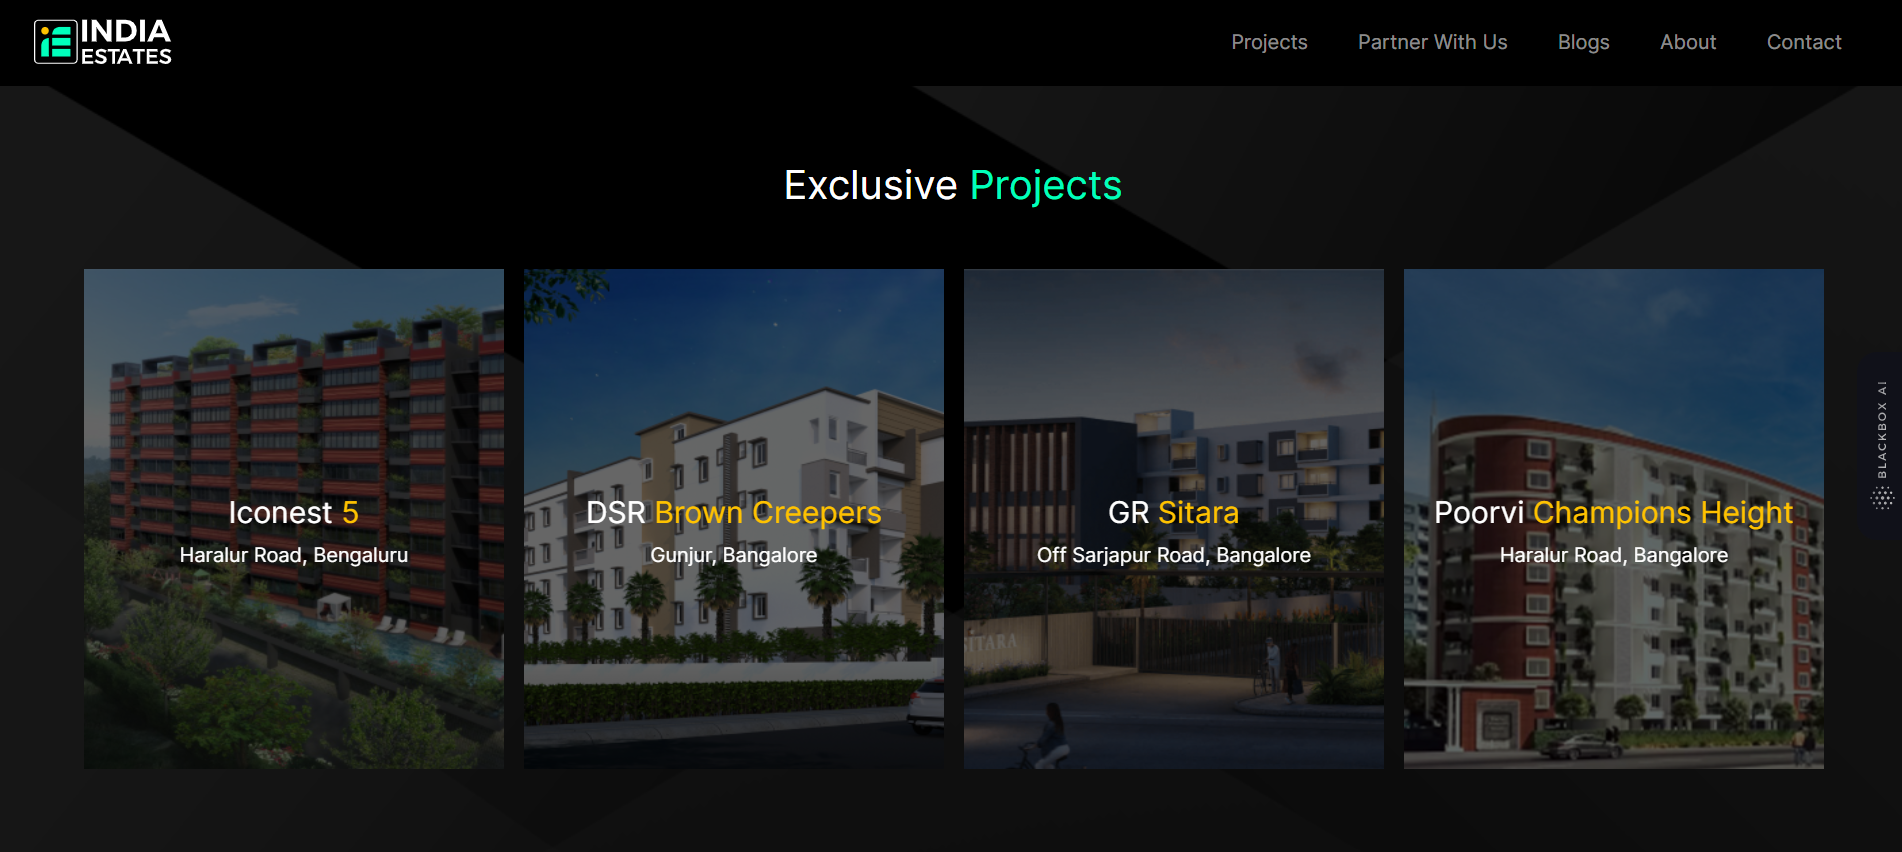 INDIA
ESTATES
Projects
Partner With Us
Blogs
About
Contact
Exclusive Projects
Iconest 5
Haralur Road, Bengaluru
DSR Brown Creepers
Gunjur, Bangalore
GR Sitara
Off Sarjapur Road, Bangalore
Poorvi Champions Height
Haralur Road, Bangalore
SITARA
BLACKBOX AI